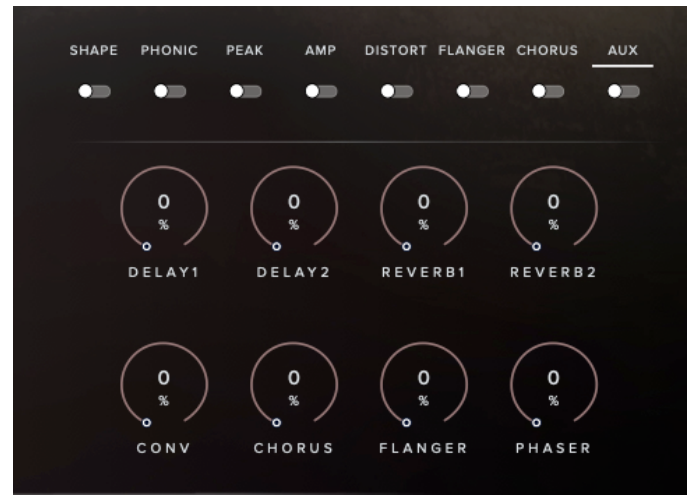 SHAPE PHONIC PEAK AMP DISTORT FLANGER CHORUS AUX
0 0 0 0
% % % %
DELAY1 DELAY2 REVERB1 REVERB2
0 0 0 0
% % % %
CONV CHORUS FLANGER PHASER